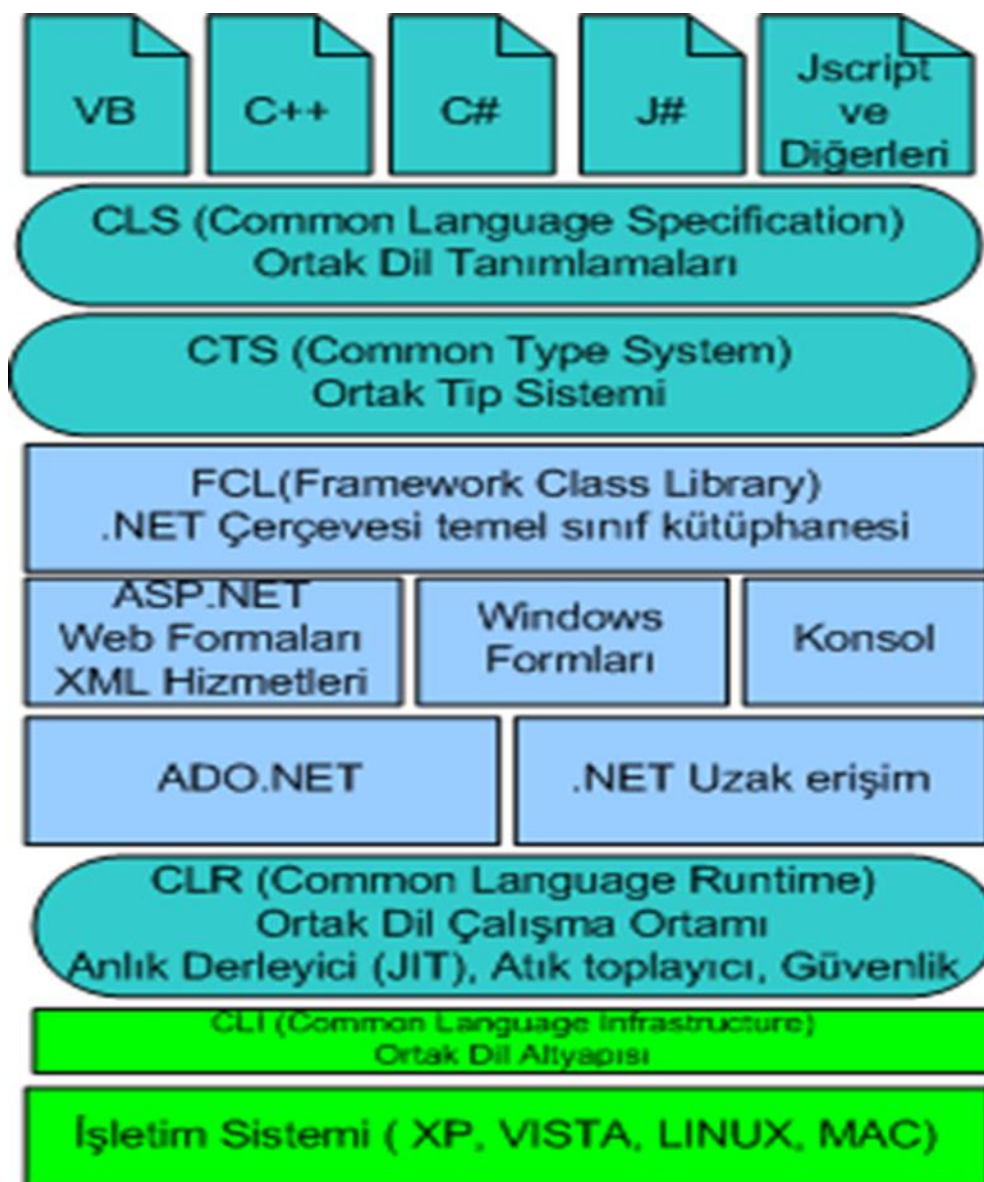 VB
C++
C#
J#
Jscript
ve
Diğerleri
CLS (Common Language Specification)
Ortak Dil Tanımlamaları
CTS (Common Type System)
Ortak Tip Sistemi
FCL(Framework Class Library)
.NET Çerçevesi temel sınıf kütüphanesi
ASP.NET
Web Formaları
XML Hizmetleri
Windows
Formları
Konsol
ADO.NET
.NET Uzak erişim
CLR (Common Language Runtime)
Ortak Dil Çalışma Ortamı
Anlık Derleyici (JIT), Atık toplayıcı, Güvenlik
CLI (Common Language Infrastructure)
Ortak Dil Altyapısı
İşletim Sistemi ( XP, VISTA, LINUX, MAC)